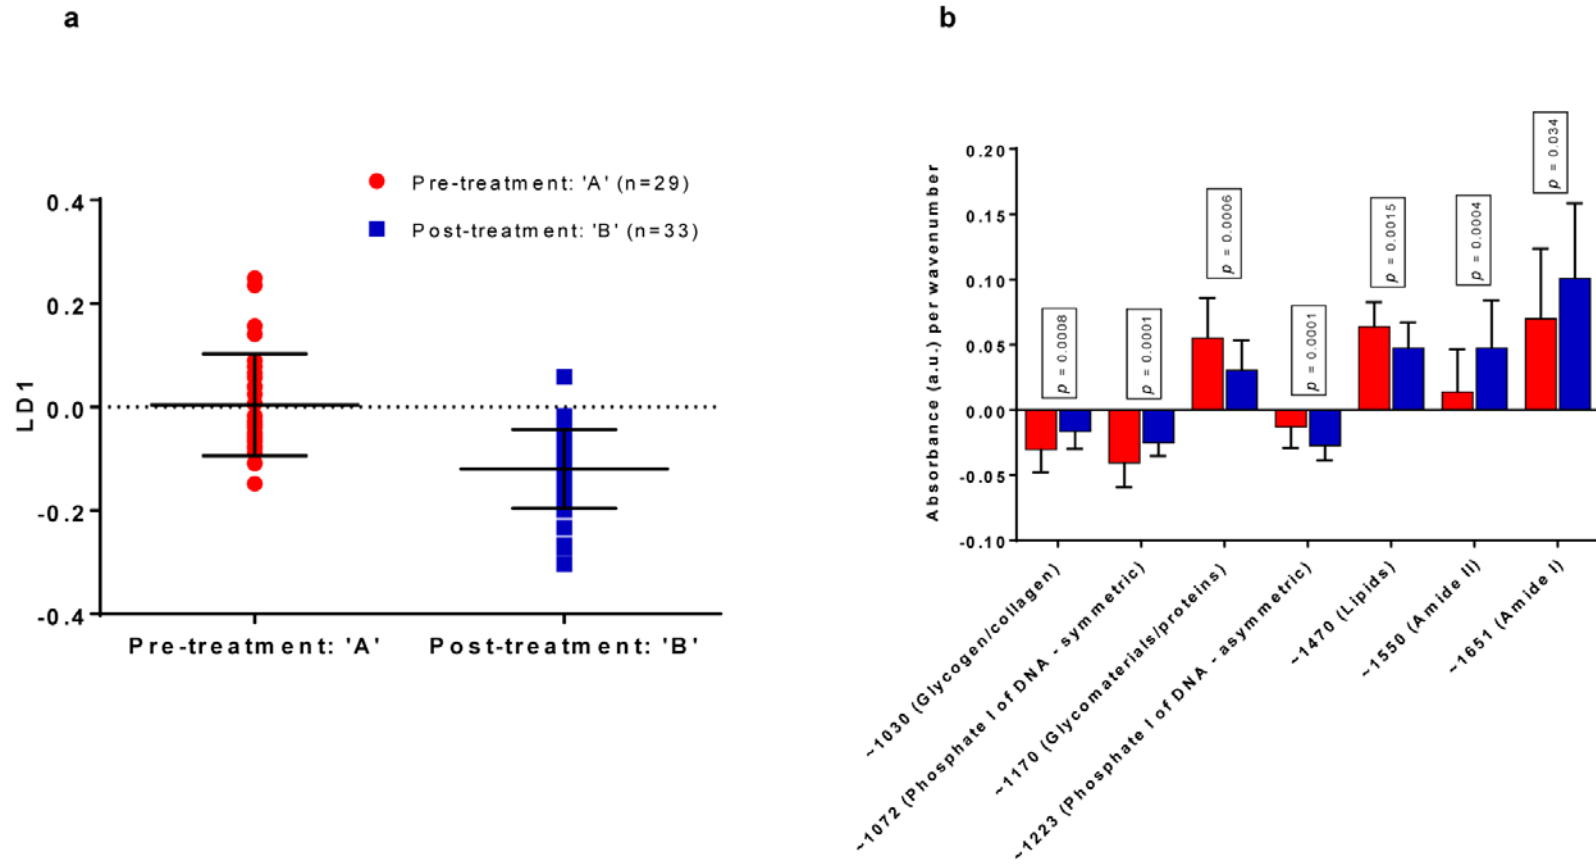 a
Pre-treatment: 'A' (n=29)
Post-treatment: 'B' (n=33)
0.4
0.2
0.0
-0.2
-0.4
LD1
Pre-treatment: 'A'
Post-treatment: 'B'
b
Absorbance (a.u.) per wavenumber
0.20
0.15
0.10
0.05
0.00
-0.05
-0.10
p = 0.0008
p = 0.0001
p = 0.0006
p = 0.0001
p = 0.0015
p = 0.0004
p = 0.034
~1030 (Glycogen/collagen)
~1072 (Phosphate I of DNA - symmetric)
~1170 (Glycomaterials/proteins)
~1223 (Phosphate I of DNA - asymmetric)
~1470 (Lipids)
~1550 (Amide II)
~1651 (Amide I)